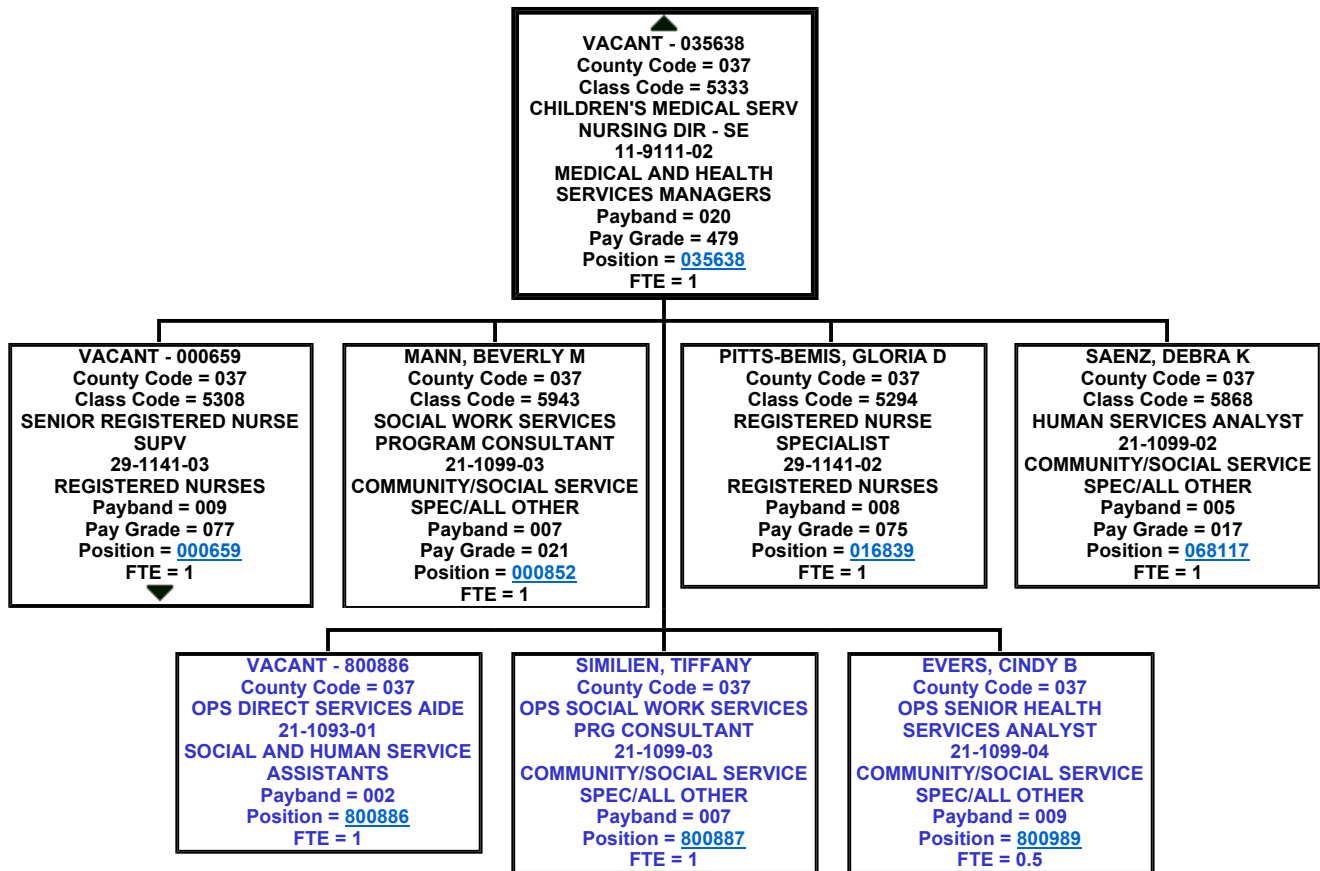 VACANT - 035638
County Code = 037
Class Code = 5333
CHILDREN'S MEDICAL SERV
NURSING DIR - SE
11-9111-02
MEDICAL AND HEALTH
SERVICES MANAGERS
Payband = 020
Pay Grade = 479
Position = 035638
FTE = 1
VACANT - 000659
County Code = 037
Class Code = 5308
SENIOR REGISTERED NURSE
SUPV
29-1141-03
REGISTERED NURSES
Payband = 009
Pay Grade = 077
Position = 000659
FTE = 1
MANN, BEVERLY M
County Code = 037
Class Code = 5943
SOCIAL WORK SERVICES
PROGRAM CONSULTANT
21-1099-03
COMMUNITY/SOCIAL SERVICE
SPEC/ALL OTHER
Payband = 007
Pay Grade = 021
Position = 000852
FTE = 1
PITTS-BEMIS, GLORIA D
County Code = 037
Class Code = 5294
REGISTERED NURSE
SPECIALIST
29-1141-02
REGISTERED NURSES
Payband = 008
Pay Grade = 075
Position = 016839
FTE = 1
SAENZ, DEBRA K
County Code = 037
Class Code = 5868
HUMAN SERVICES ANALYST
21-1099-02
COMMUNITY/SOCIAL SERVICE
SPEC/ALL OTHER
Payband = 005
Pay Grade = 017
Position = 068117
FTE = 1
VACANT - 800886
County Code = 037
OPS DIRECT SERVICES AIDE
21-1093-01
SOCIAL AND HUMAN SERVICE
ASSISTANTS
Payband = 002
Position = 800886
FTE = 1
SIMILIEN, TIFFANY
County Code = 037
OPS SOCIAL WORK SERVICES
PRG CONSULTANT
21-1099-03
COMMUNITY/SOCIAL SERVICE
SPEC/ALL OTHER
Payband = 007
Position = 800887
FTE = 1
EVERS, CINDY B
County Code = 037
OPS SENIOR HEALTH
SERVICES ANALYST
21-1099-04
COMMUNITY/SOCIAL SERVICE
SPEC/ALL OTHER
Payband = 009
Position = 800989
FTE = 0.5